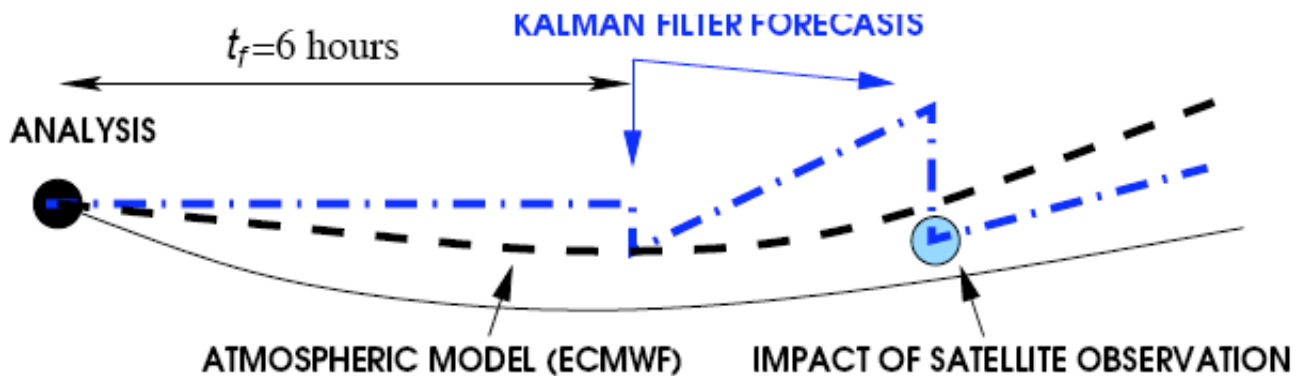 KALMAN FILTER FORECASTS
t_f=6 hours
ANALYSIS
ATMOSPHERIC MODEL (ECMWF)
IMPACT OF SATELLITE OBSERVATION